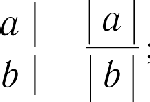 a | |a|
b | |b| ;